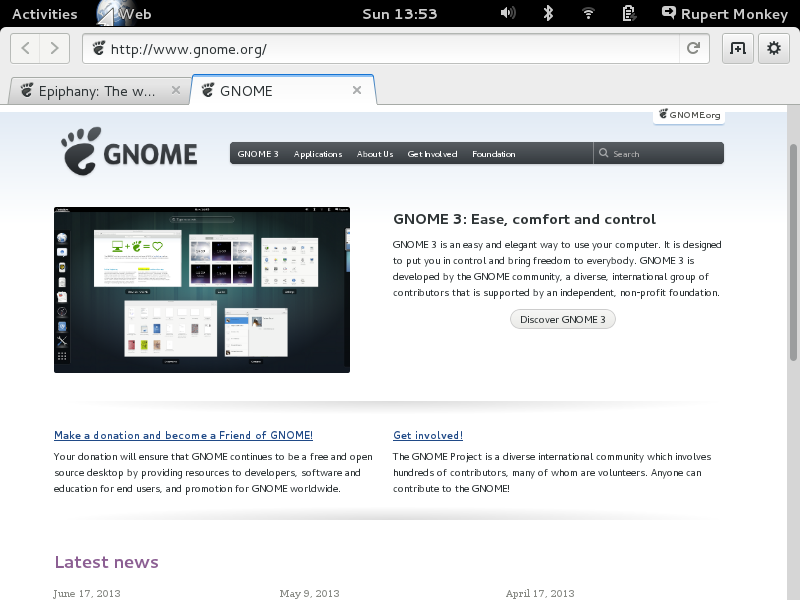 Activities Web Sun 13:53 Rupert Monkey
http://www.gnome.org/
Epiphany: The w... GNOME
GNOME.org
GNOME
GNOME 3 Applications About Us Get Involved Foundation Search
GNOME 3: Ease, comfort and control
GNOME 3 is an easy and elegant way to use your computer. It is designed
to put you in control and bring freedom to everybody. GNOME 3 is
developed by the GNOME community, a diverse, international group of
contributors that is supported by an independent, non-profit foundation.
Discover GNOME 3
Make a donation and become a Friend of GNOME!
Your donation will ensure that GNOME continues to be a free and open
source desktop by providing resources to developers, software and
education for end users, and promotion for GNOME worldwide.
Get involved!
The GNOME Project is a diverse international community which involves
hundreds of contributors, many of whom are volunteers. Anyone can
contribute to the GNOME!
Latest news
June 17, 2013 May 9, 2013 April 17, 2013